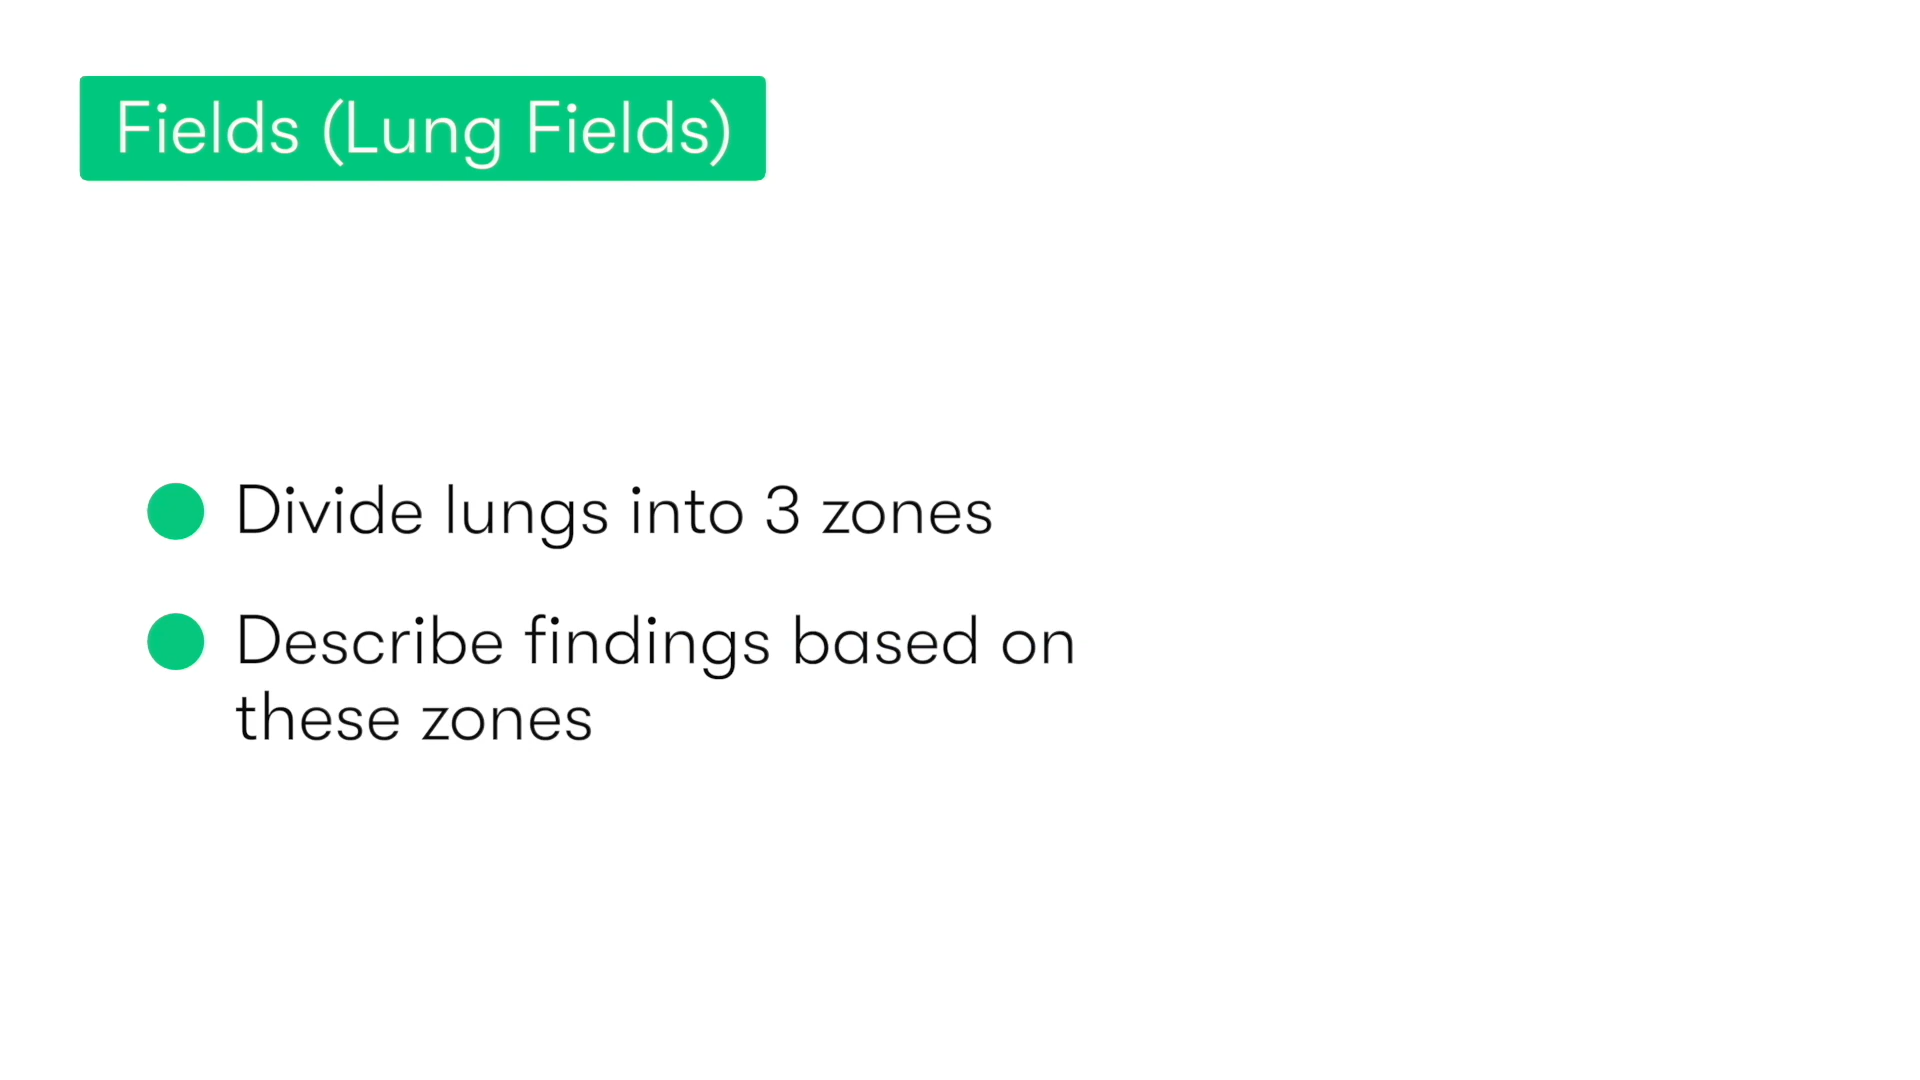 Fields (Lung Fields)
Divide lungs into 3 zones
Describe findings based on
these zones